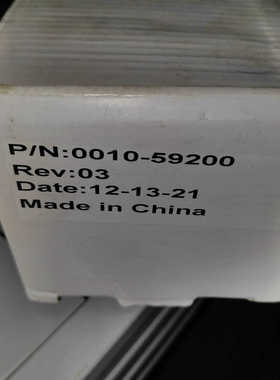 P/N:0010-59200
Rev:03
Date:12-13-21
Made in China